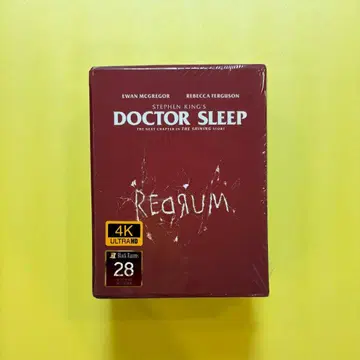 EWAN MCGREGOR REBECCA FERGUSON
STEPHEN KING'S
DOCTOR SLEEP
THE NEXT CHAPTER IN THE SHINING STORY
REDRUM
4K
ULTRA HD
28